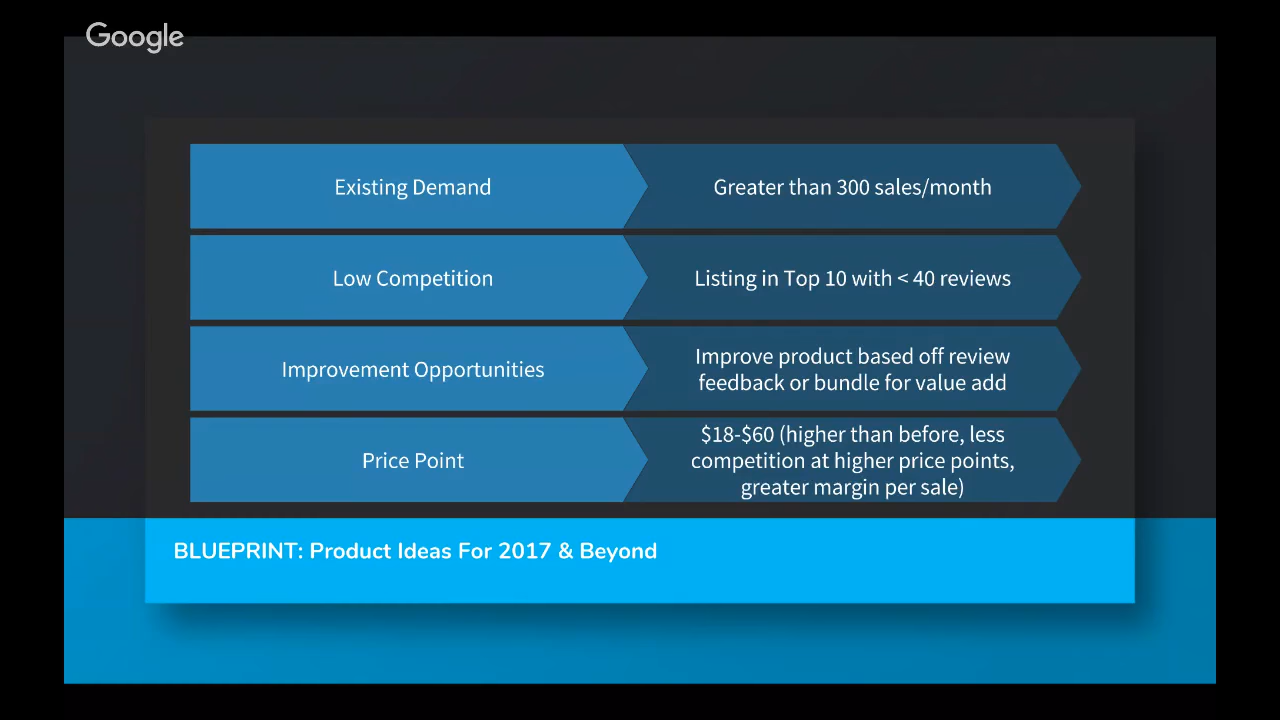 Google
Existing Demand
Greater than 300 sales/month
Low Competition
Listing in Top 10 with < 40 reviews
Improvement Opportunities
Improve product based off review
feedback or bundle for value add
Price Point
$18-$60 (higher than before, less
competition at higher price points,
greater margin per sale)
BLUEPRINT: Product Ideas For 2017 & Beyond